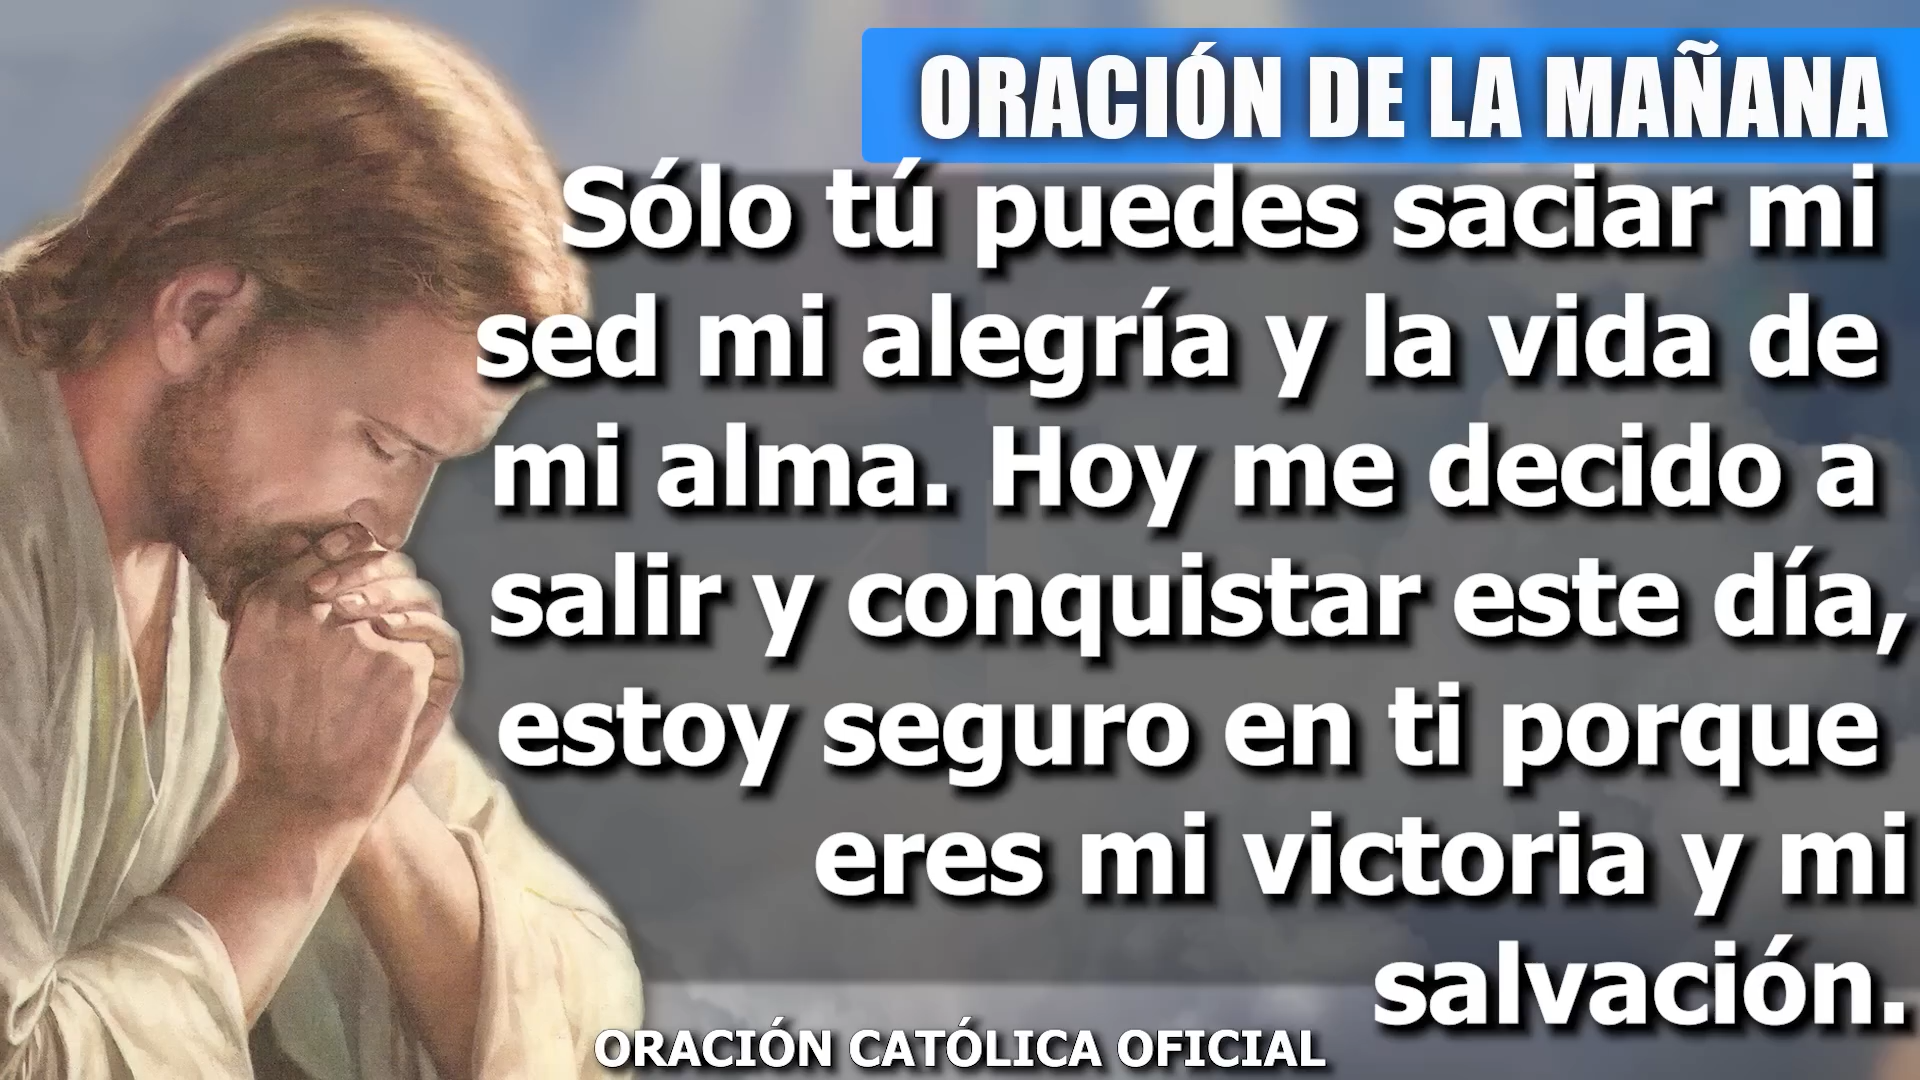 ORACIÓN DE LA MAÑANA
Sólo tú puedes saciar mi
sed mi alegría y la vida de
mi alma. Hoy me decido a
salir y conquistar este día,
estoy seguro en ti porque
eres mi victoria y mi
salvación.
ORACIÓN CATÓLICA OFICIAL